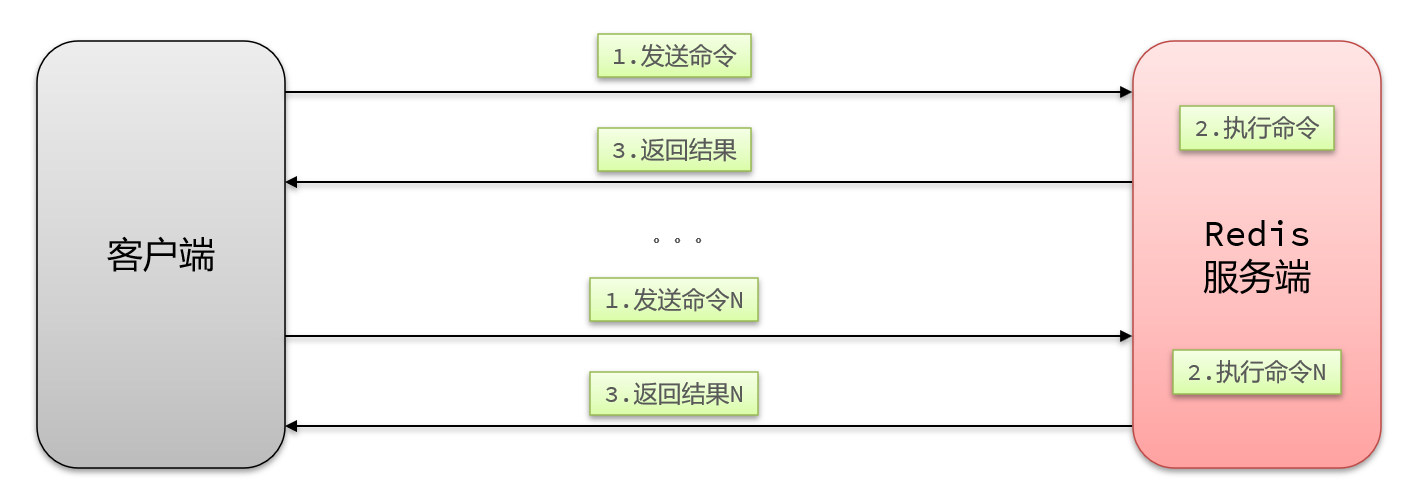 1.发送命令
2.执行命令
3.返回结果
。。。
客户端
Redis
服务端
1.发送命令N
2.执行命令N
3.返回结果N